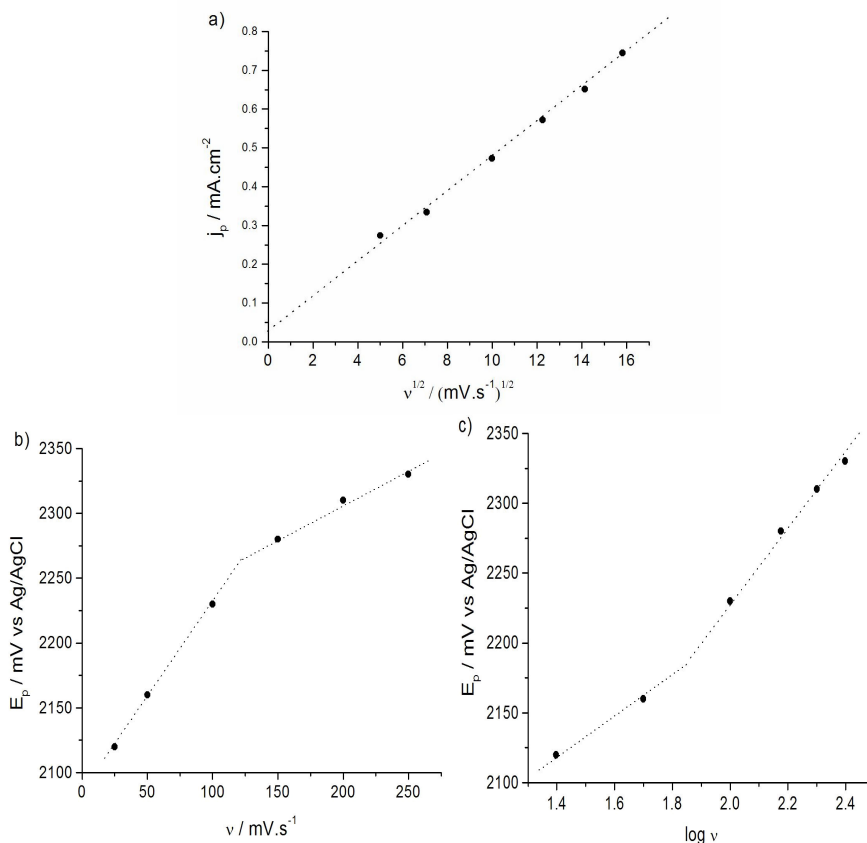 a)
j_p / mA.cm⁻²
0.8
0.7
0.6
0.5
0.4
0.3
0.2
0.1
0.0
0 2 4 6 8 10 12 14 16
ν^1/2 / (mV.s⁻¹)^1/2
b)
E_p / mV vs Ag/AgCl
2350
2300
2250
2200
2150
2100
0 50 100 150 200 250
ν / mV.s⁻¹
c)
E_p / mV vs Ag/AgCl
2350
2300
2250
2200
2150
2100
1.4 1.6 1.8 2.0 2.2 2.4
log ν